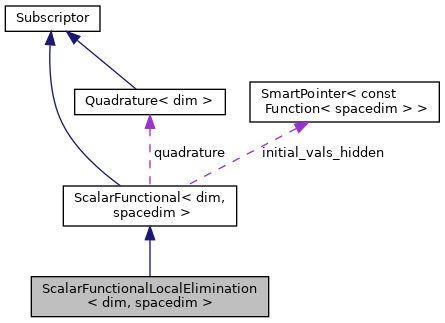 Subscriptor
Quadrature< dim >
SmartPointer< const
Function< spacedim > >
quadrature
initial_vals_hidden
ScalarFunctional< dim,
spacedim >
ScalarFunctionalLocalElimination
< dim, spacedim >